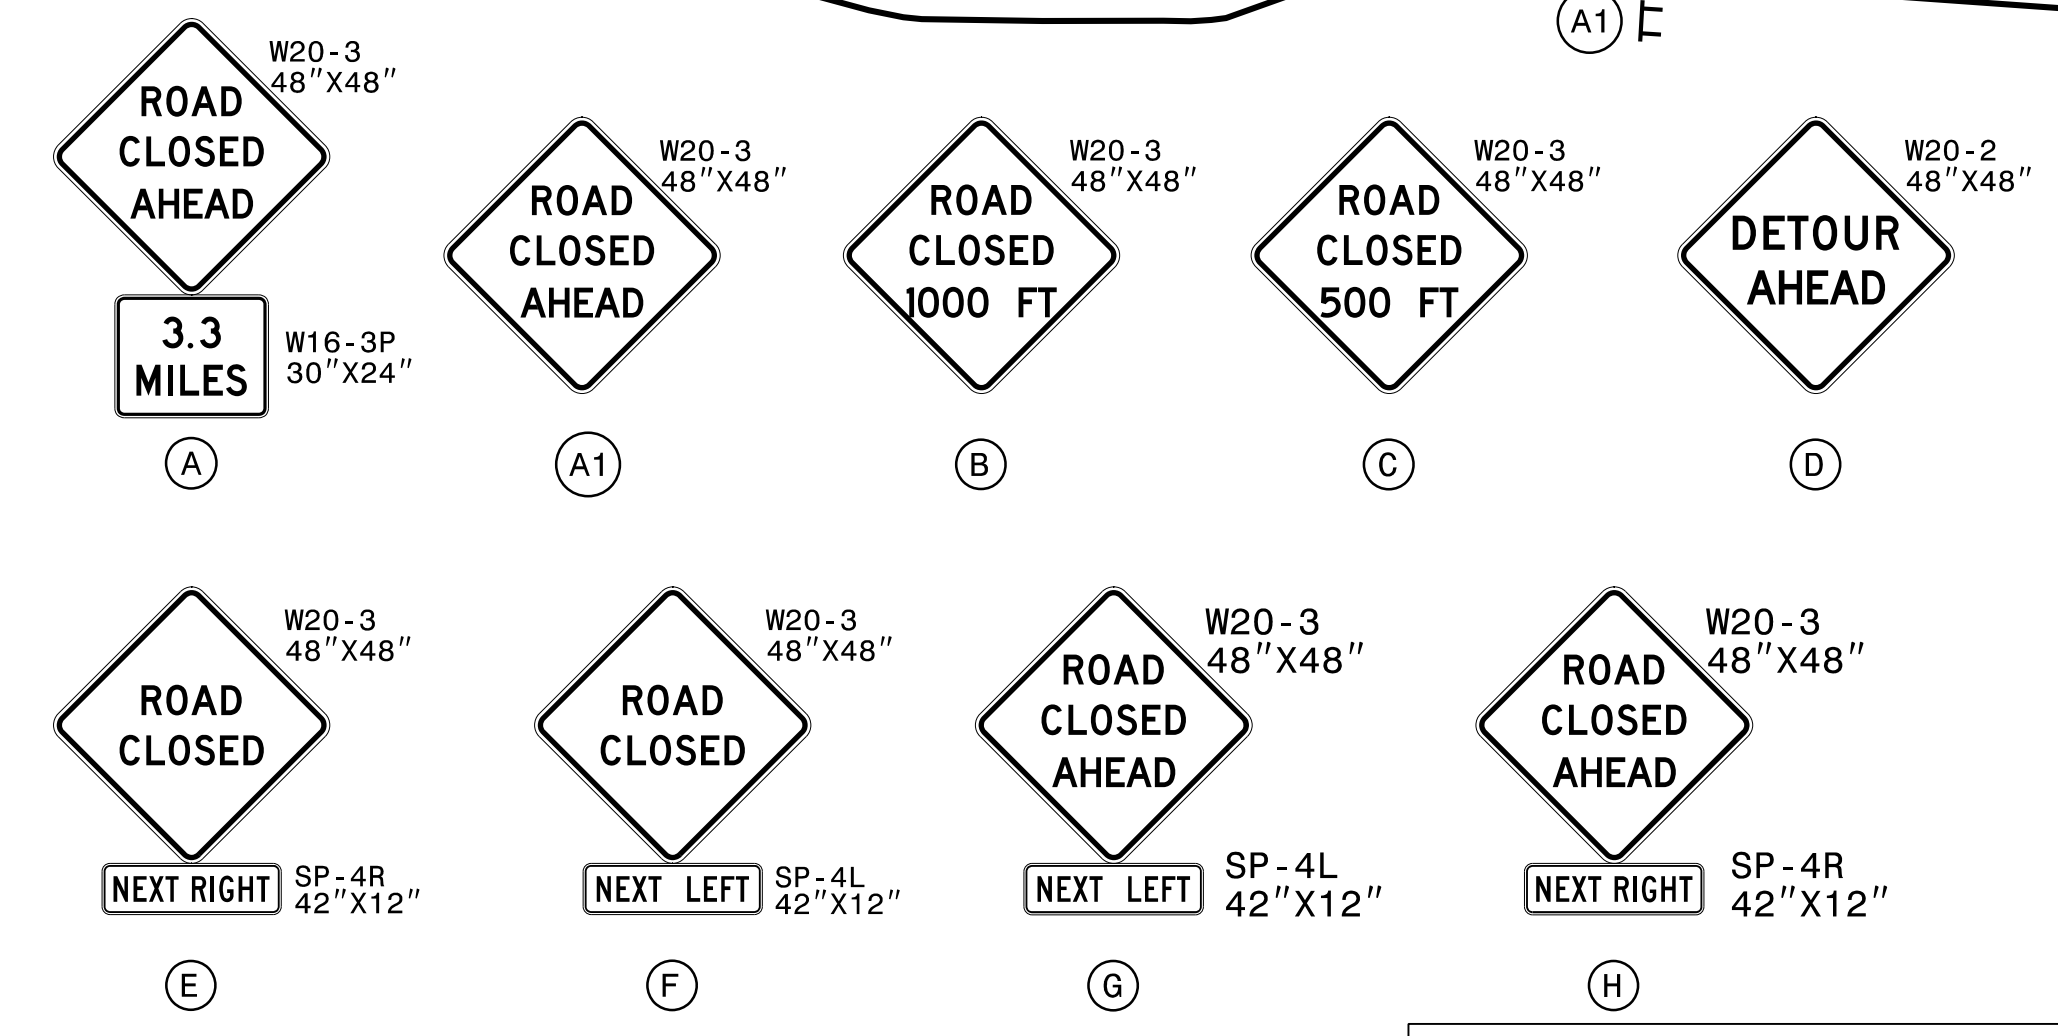 A1
ROAD
CLOSED
AHEAD
W20-3
48"X48"
3.3
MILES
W16-3P
30"X24"
A
ROAD
CLOSED
AHEAD
W20-3
48"X48"
A1
ROAD
CLOSED
1000 FT
W20-3
48"X48"
B
ROAD
CLOSED
500 FT
W20-3
48"X48"
C
DETOUR
AHEAD
W20-2
48"X48"
D
ROAD
CLOSED
W20-3
48"X48"
NEXT RIGHT
SP-4R
42"X12"
E
ROAD
CLOSED
W20-3
48"X48"
NEXT LEFT
SP-4L
42"X12"
F
ROAD
CLOSED
AHEAD
W20-3
48"X48"
NEXT LEFT
SP-4L
42"X12"
G
ROAD
CLOSED
AHEAD
W20-3
48"X48"
NEXT RIGHT
SP-4R
42"X12"
H